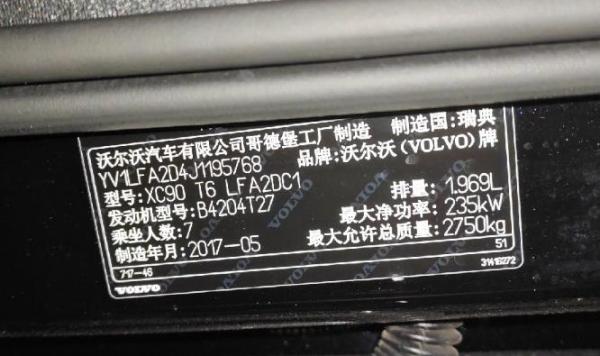 沃尔沃汽车有限公司哥德堡工厂制造 制造国:瑞典
YV1LFA2D4J1195768 品牌:沃尔沃(VOLVO)牌
型号:XC90 T6 LFA2DC1 排量:1.969L
发动机型号:B4204T27 最大净功率:235kW
乘坐人数:7 最大允许总质量:2750kg
制造年月:2017-05 51
717-46 31418272
VOLVO